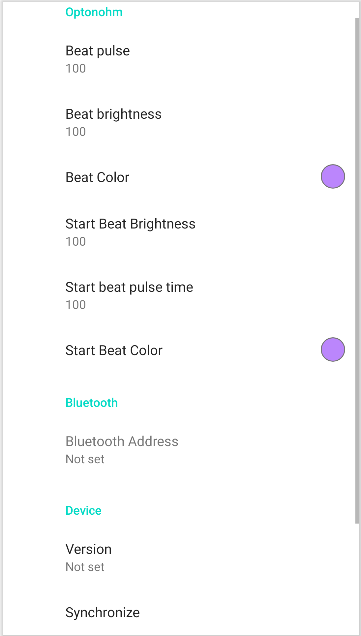 Optonohm
Beat pulse
100
Beat brightness
100
Beat Color
Start Beat Brightness
100
Start beat pulse time
100
Start Beat Color
Bluetooth
Bluetooth Address
Not set
Device
Version
Not set
Synchronize